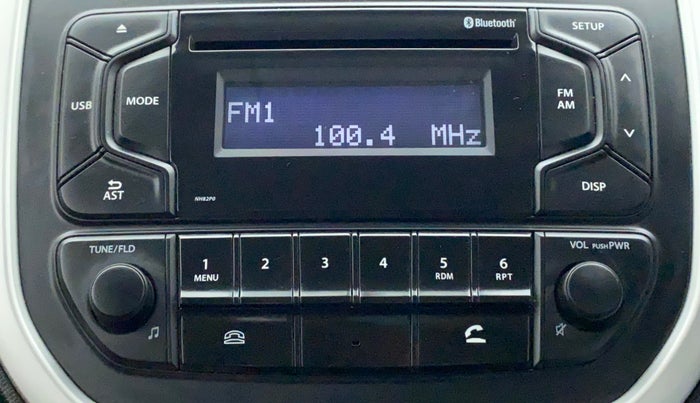 Bluetooth
SETUP
USB
MODE
FM
AM
FM1
100.4 MHz
AST
NH82P0
DISP
TUNE/FLD
VOL PUSH PWR
1
MENU
2
3
4
5
RDM
6
RPT